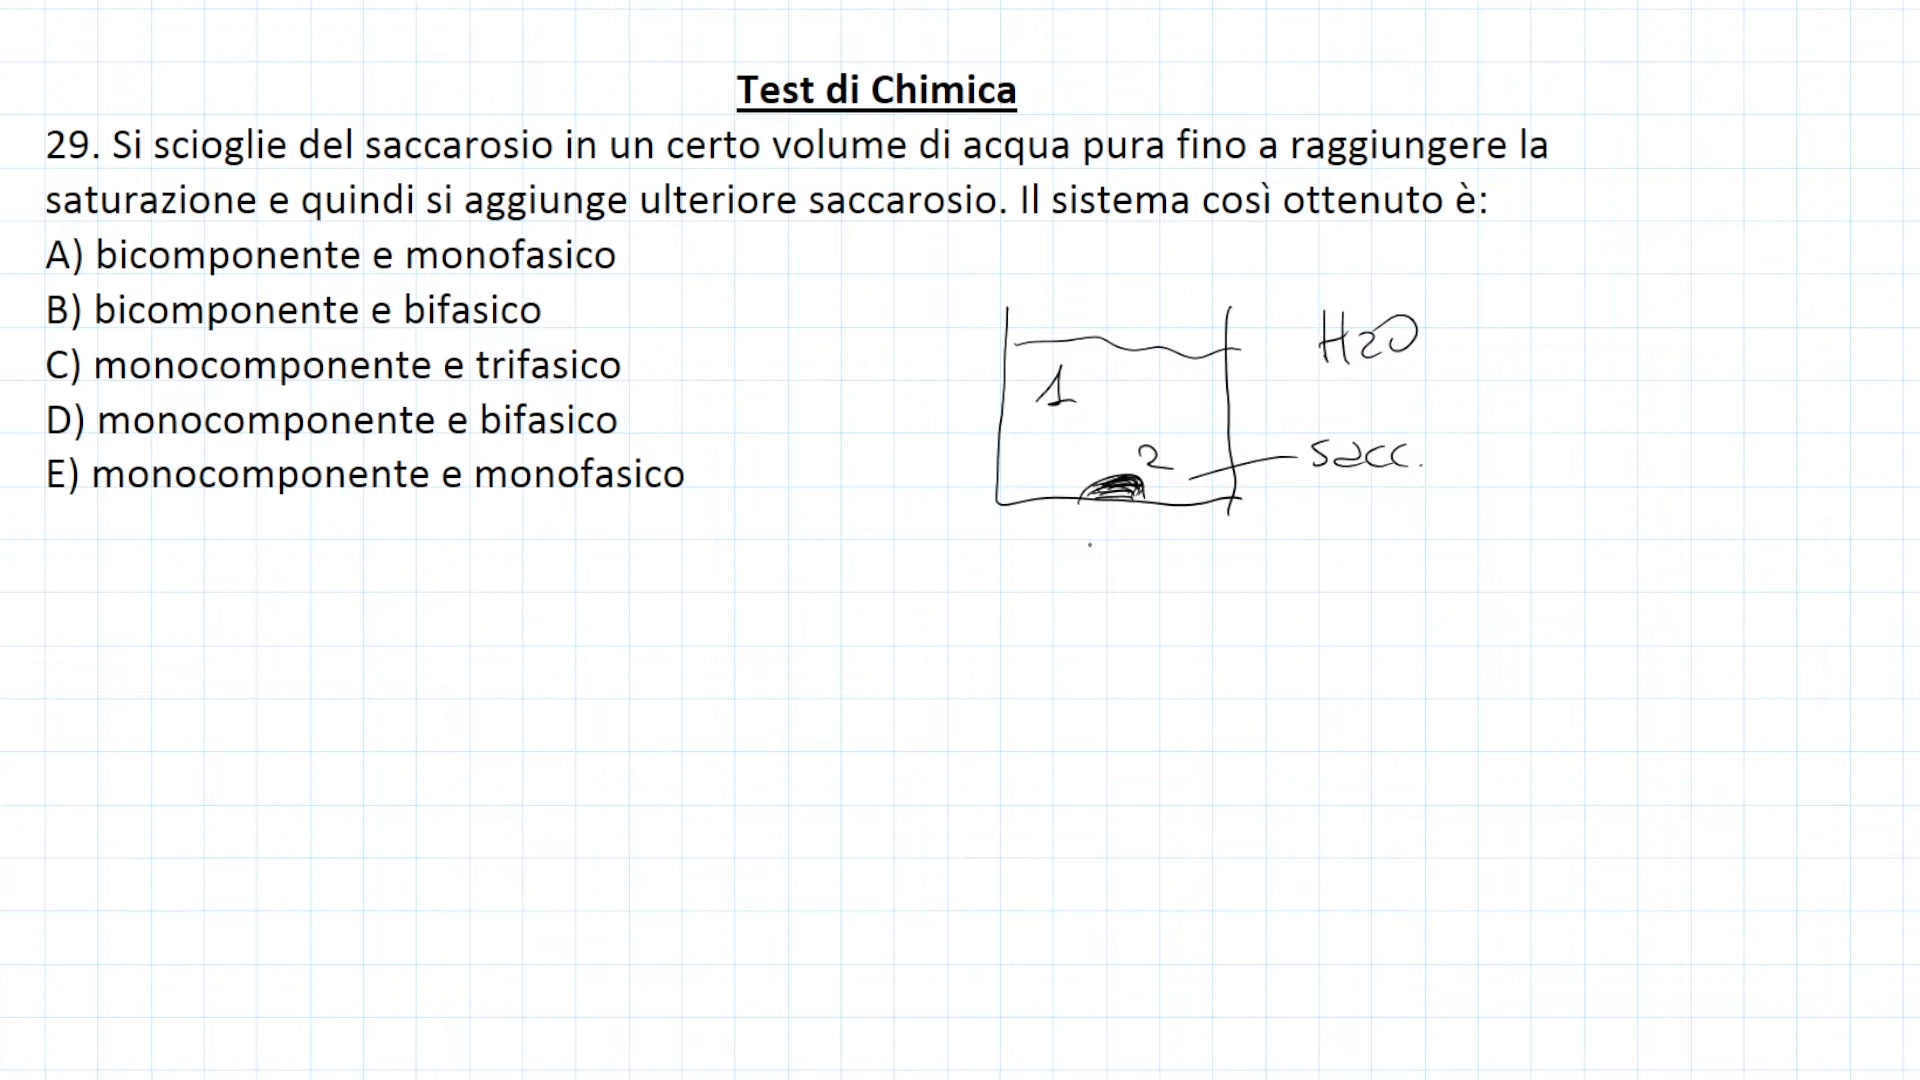 Test di Chimica
29. Si scioglie del saccarosio in un certo volume di acqua pura fino a raggiungere la
saturazione e quindi si aggiunge ulteriore saccarosio. Il sistema così ottenuto è:
A) bicomponente e monofasico
B) bicomponente e bifasico
C) monocomponente e trifasico
D) monocomponente e bifasico
E) monocomponente e monofasico
H2O
1
2
sacc.